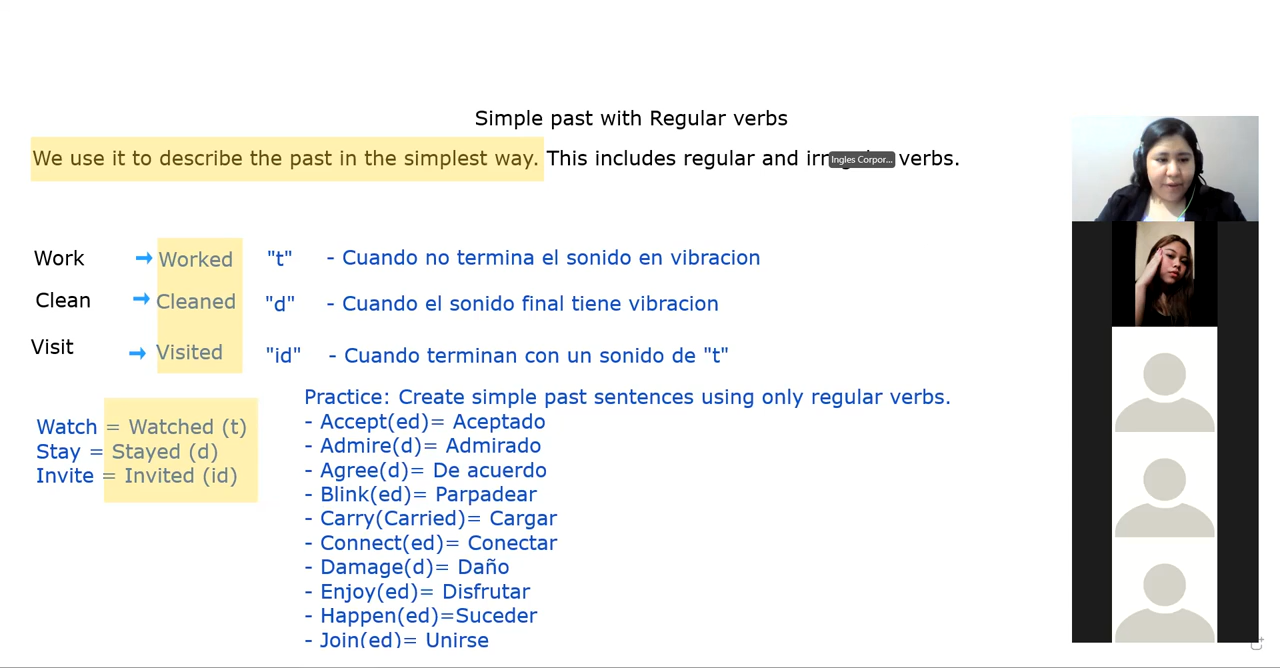 Simple past with Regular verbs
We use it to describe the past in the simplest way. This includes regular and verbs.
Ingles Corpor...
Work → Worked "t" - Cuando no termina el sonido en vibracion
Clean → Cleaned "d" - Cuando el sonido final tiene vibracion
Visit → Visited "id" - Cuando terminan con un sonido de "t"
Watch = Watched (t)
Stay = Stayed (d)
Invite = Invited (id)
Practice: Create simple past sentences using only regular verbs.
- Accept(ed)= Aceptado
- Admire(d)= Admirado
- Agree(d)= De acuerdo
- Blink(ed)= Parpadear
- Carry(Carried)= Cargar
- Connect(ed)= Conectar
- Damage(d)= Daño
- Enjoy(ed)= Disfrutar
- Happen(ed)=Suceder
- Join(ed)= Unirse